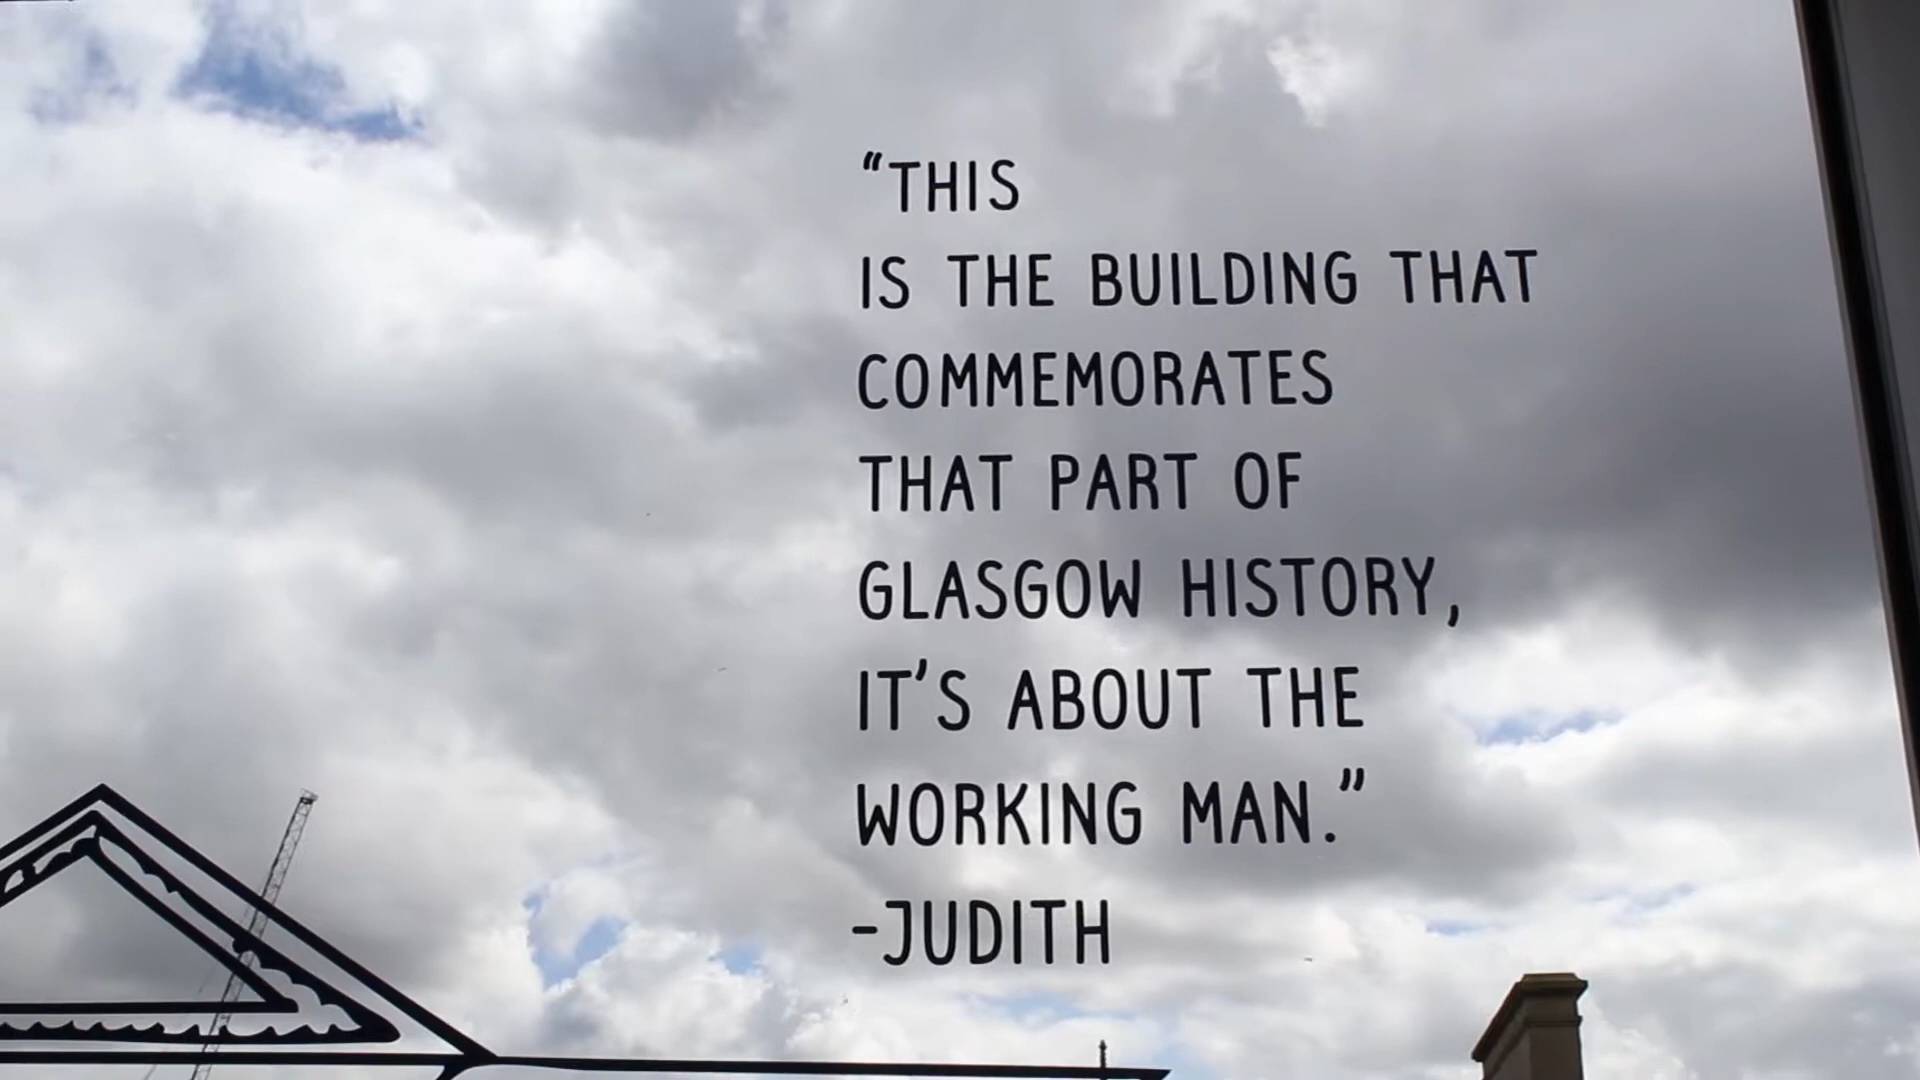 “THIS
IS THE BUILDING THAT
COMMEMORATES
THAT PART OF
GLASGOW HISTORY,
IT’S ABOUT THE
WORKING MAN.”
-JUDITH